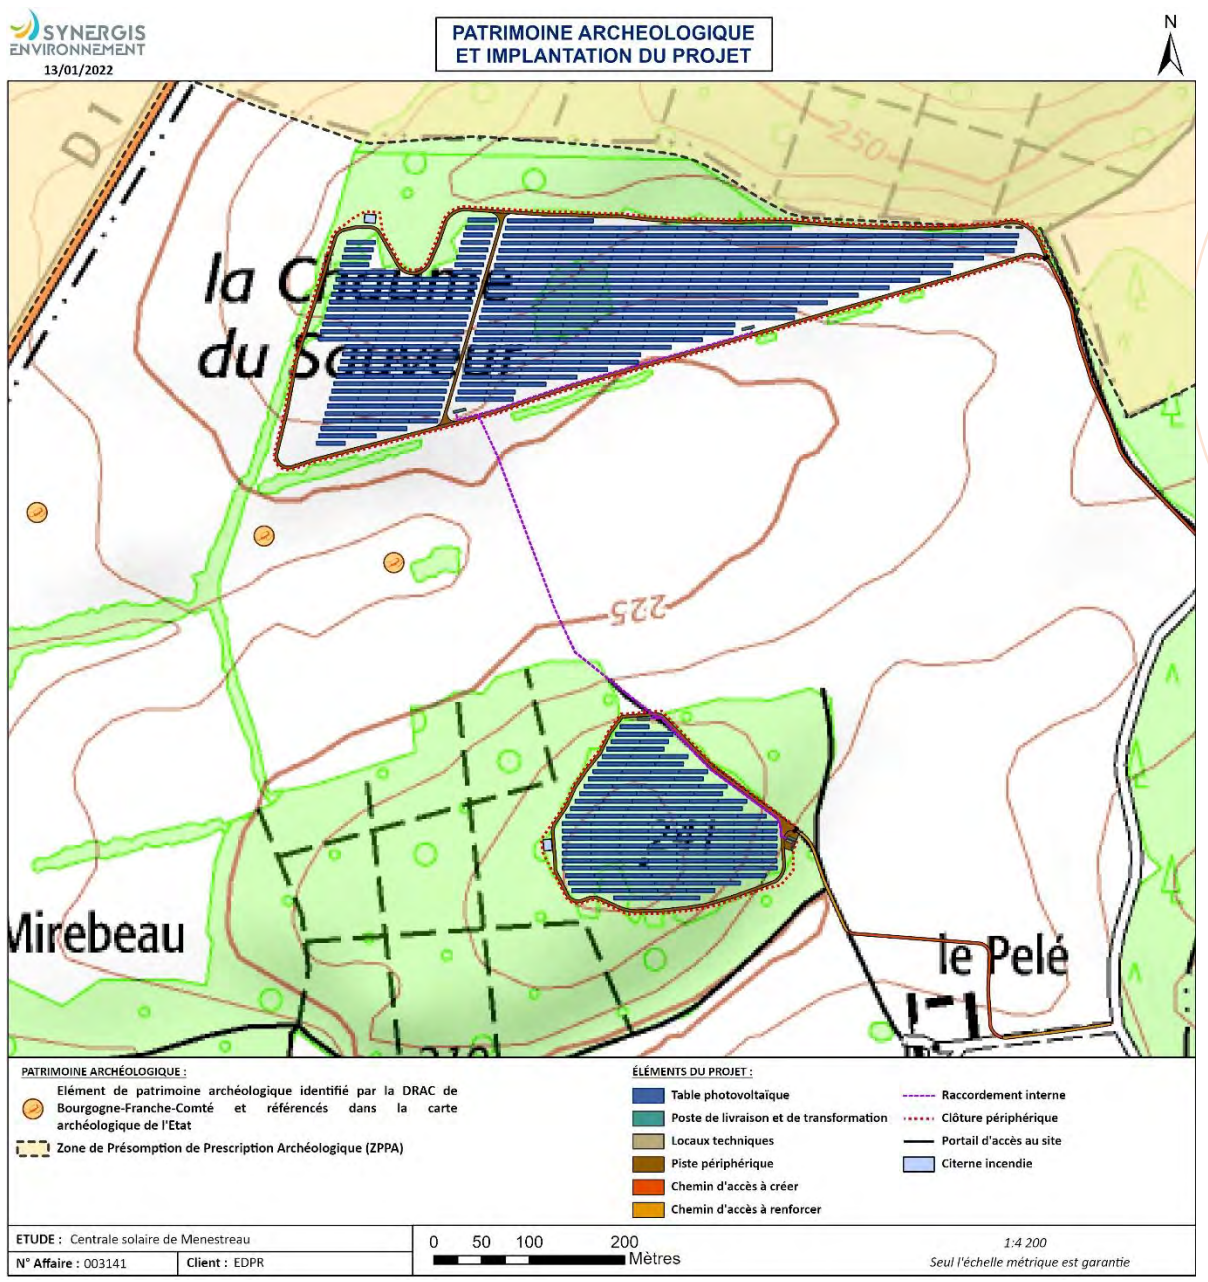 SYNERGIS
ENVIRONNEMENT
13/01/2022
PATRIMOINE ARCHEOLOGIQUE
ET IMPLANTATION DU PROJET
N
D1
250
la Chaume
du Sauveur
225
Mirebeau
le Pelé
PATRIMOINE ARCHÉOLOGIQUE :
Elément de patrimoine archéologique identifié par la DRAC de
Bourgogne-Franche-Comté et référencés dans la carte
archéologique de l'Etat
Zone de Présomption de Prescription Archéologique (ZPPA)
ÉLÉMENTS DU PROJET :
Table photovoltaïque
Poste de livraison et de transformation
Locaux techniques
Piste périphérique
Chemin d'accès à créer
Chemin d'accès à renforcer
Raccordement interne
Clôture périphérique
Portail d'accès au site
Citerne incendie
ETUDE : Centrale solaire de Menestreau
N° Affaire : 003141
Client : EDPR
0 50 100 200
Mètres
1:4 200
Seul l'échelle métrique est garantie